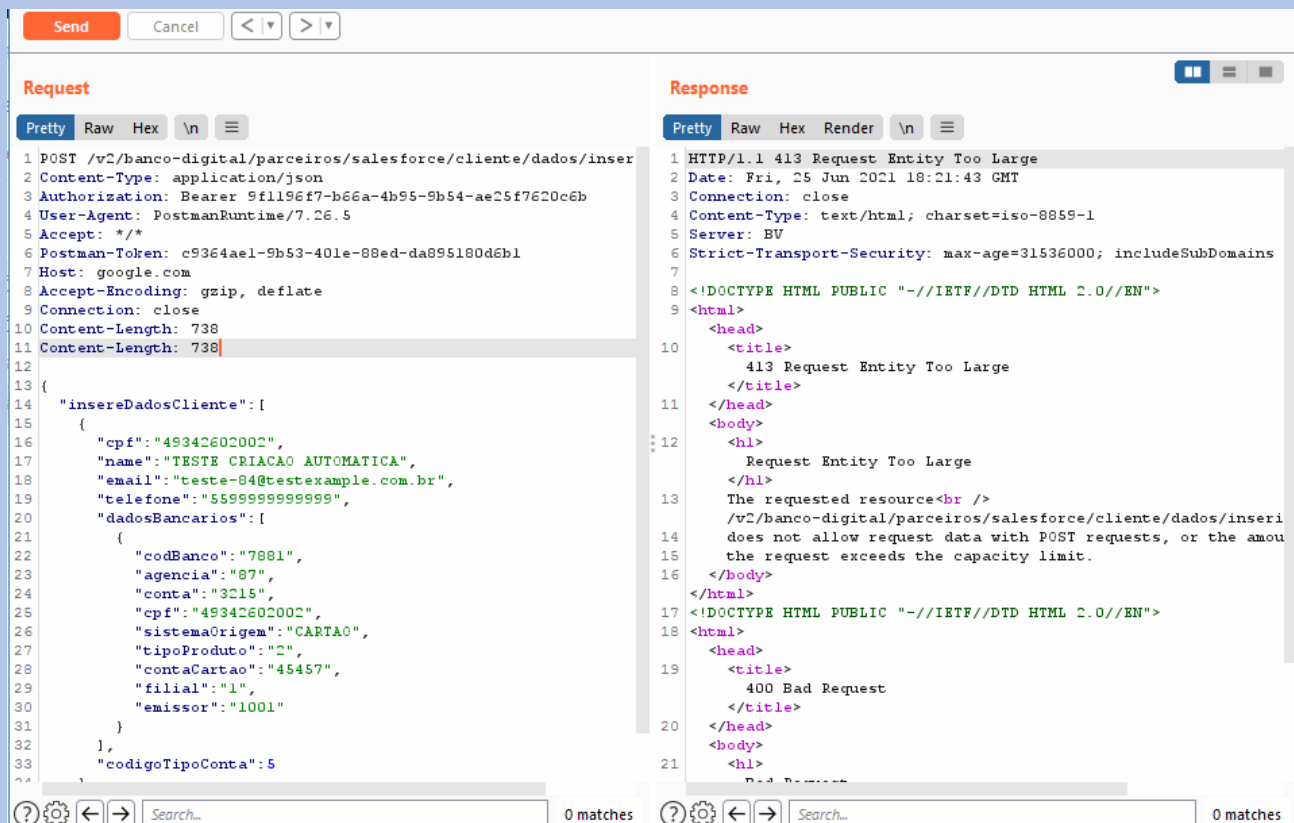 Send
Cancel
Request
Pretty Raw Hex \n
1 POST /v2/banco-digital/parceiros/salesforce/cliente/dados/inser
2 Content-Type: application/json
3 Authorization: Bearer 9f1196f7-b66a-4b95-9b54-ae25f7620c6b
4 User-Agent: PostmanRuntime/7.26.5
5 Accept: */*
6 Postman-Token: c9364ae1-9b53-401e-88ed-da895180d6b1
7 Host: google.com
8 Accept-Encoding: gzip, deflate
9 Connection: close
10 Content-Length: 738
11 Content-Length: 738
12
13 {
14 "insereDadosCliente":[
15 {
16 "cpf":"49342602002",
17 "name":"TESTE CRIACAO AUTOMATICA",
18 "email":"teste-84@testexample.com.br",
19 "telefone":"5599999999999",
20 "dadosBancarios":[
21 {
22 "codBanco":"7881",
23 "agencia":"87",
24 "conta":"3215",
25 "cpf":"49342602002",
26 "sistemaOrigem":"CARTAO",
27 "tipoProduto":"2",
28 "contaCartao":"45457",
29 "filial":"1",
30 "emissor":"1001"
31 }
32 ],
33 "codigoTipoConta":5
Search...
0 matches
Response
Pretty Raw Hex Render \n
1 HTTP/1.1 413 Request Entity Too Large
2 Date: Fri, 25 Jun 2021 18:21:43 GMT
3 Connection: close
4 Content-Type: text/html; charset=iso-8859-1
5 Server: BV
6 Strict-Transport-Security: max-age=31536000; includeSubDomains
7
8 <!DOCTYPE HTML PUBLIC "-//IETF//DTD HTML 2.0//EN">
9 <html>
<head>
10 <title>
413 Request Entity Too Large
</title>
11 </head>
<body>
12 <h1>
Request Entity Too Large
</h1>
13 The requested resource<br />
/v2/banco-digital/parceiros/salesforce/cliente/dados/inseri
14 does not allow request data with POST requests, or the amou
15 the request exceeds the capacity limit.
16 </body>
</html>
17 <!DOCTYPE HTML PUBLIC "-//IETF//DTD HTML 2.0//EN">
18 <html>
<head>
19 <title>
400 Bad Request
</title>
20 </head>
<body>
21 <h1>
Search...
0 matches